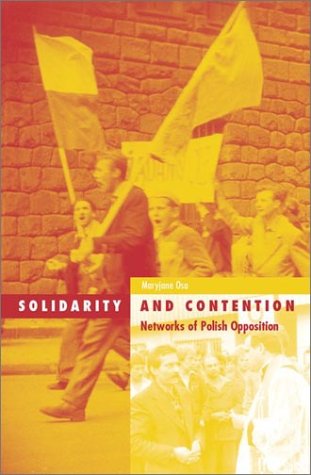 Maryjane Osa
SOLIDARITY AND CONTENTION
Networks of Polish Opposition